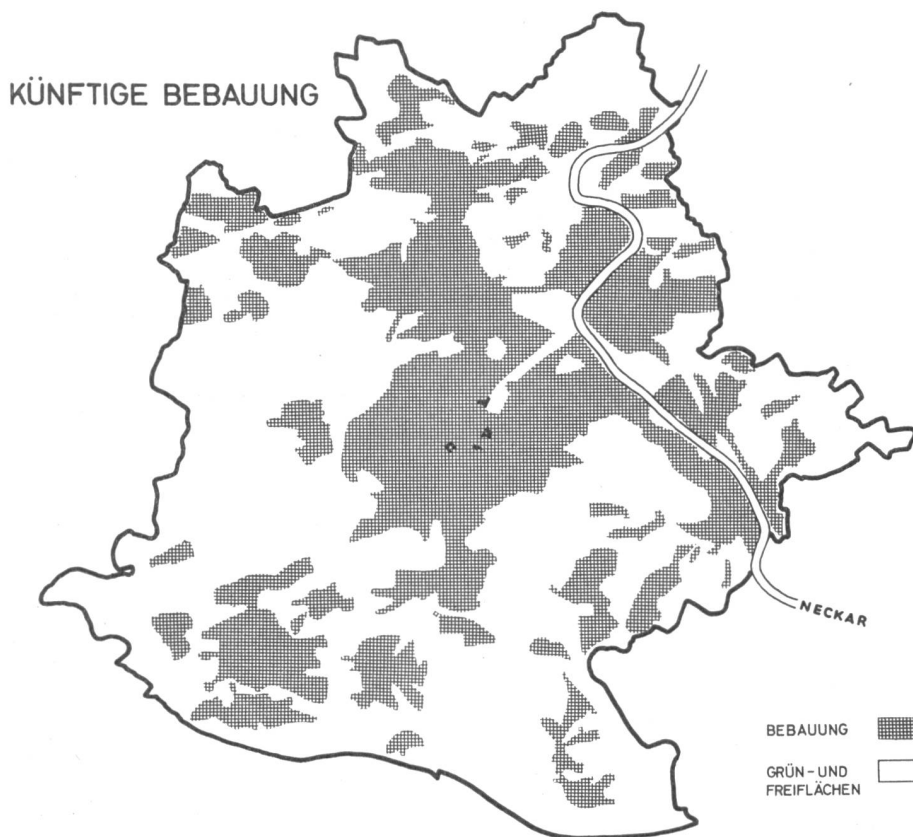 KÜNFTIGE BEBAUUNG
NECKAR
BEBAUUNG
GRÜN-UND
FREIFLÄCHEN